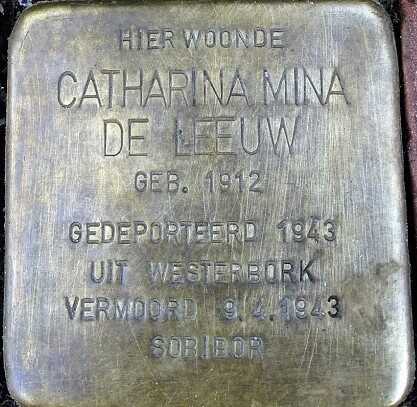 HIER WOONDE
CATHARINA MINA
DE LEEUW
GEB. 1912
GEDEPORTEERD 1943
UIT WESTERBORK
VERMOORD 9.4.1943
SOBIBOR